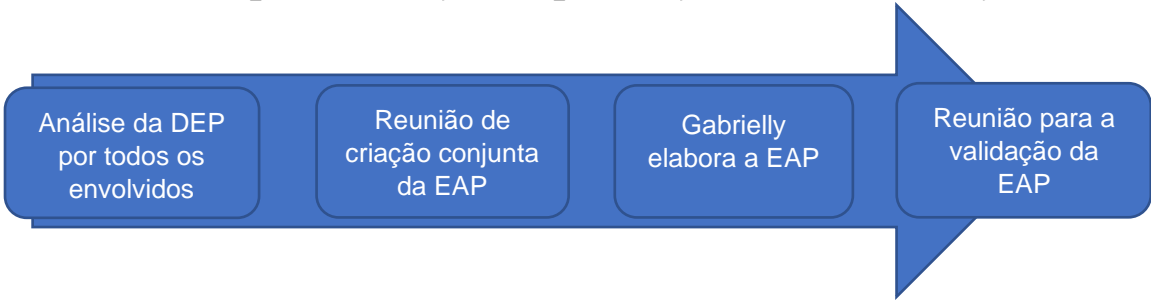 Análise da DEP
por todos os
envolvidos
Reunião de
criação conjunta
da EAP
Gabrielly
elabora a EAP
Reunião para a
validação da
EAP